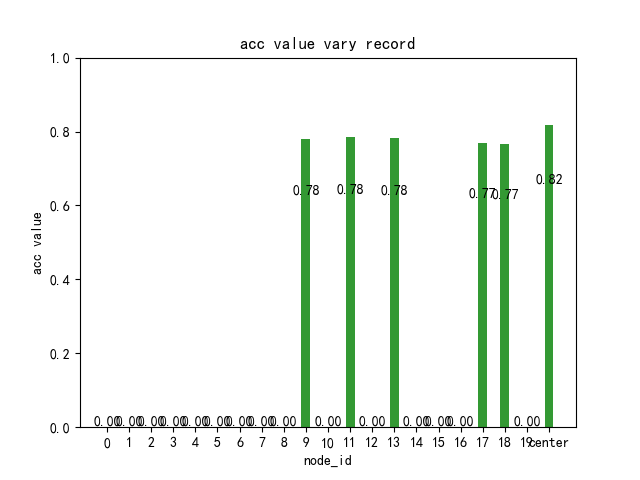 acc value vary record
1.0
0.8
0.6
0.4
0.2
0.0
acc value
0.78 0.78 0.78 0.77 0.77 0.82
0.00 0.00 0.00 0.00 0.00 0.00 0.00 0.00 0.00 0.00 0.00 0.00 0.00 0.00 0.00
0 1 2 3 4 5 6 7 8 9 10 11 12 13 14 15 16 17 18 19 center
node_id